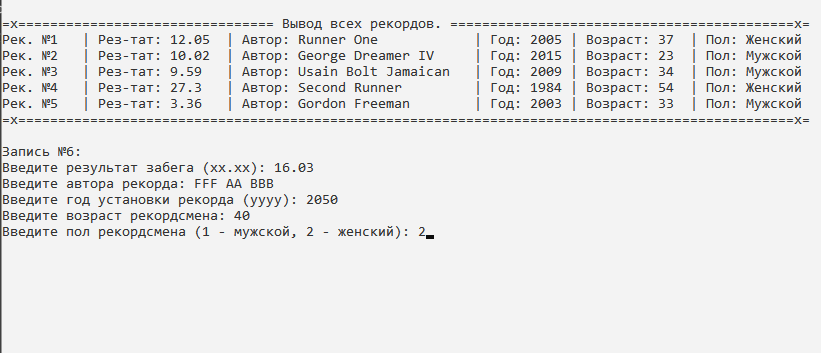 =x================================ Вывод всех рекордов. ===========================================x=
Рек. №1   | Рез-тат: 12.05  | Автор: Runner One            | Год: 2005 | Возраст: 37  | Пол: Женский
Рек. №2   | Рез-тат: 10.02  | Автор: George Dreamer IV     | Год: 2015 | Возраст: 23  | Пол: Мужской
Рек. №3   | Рез-тат: 9.59   | Автор: Usain Bolt Jamaican   | Год: 2009 | Возраст: 34  | Пол: Мужской
Рек. №4   | Рез-тат: 27.3   | Автор: Second Runner         | Год: 1984 | Возраст: 54  | Пол: Женский
Рек. №5   | Рез-тат: 3.36   | Автор: Gordon Freeman        | Год: 2003 | Возраст: 33  | Пол: Мужской
=x=================================================================================================x=
Запись №6:
Введите результат забега (xx.xx): 16.03
Введите автора рекорда: FFF AA BBB
Введите год установки рекорда (yyyy): 2050
Введите возраст рекордсмена: 40
Введите пол рекордсмена (1 - мужской, 2 - женский): 2